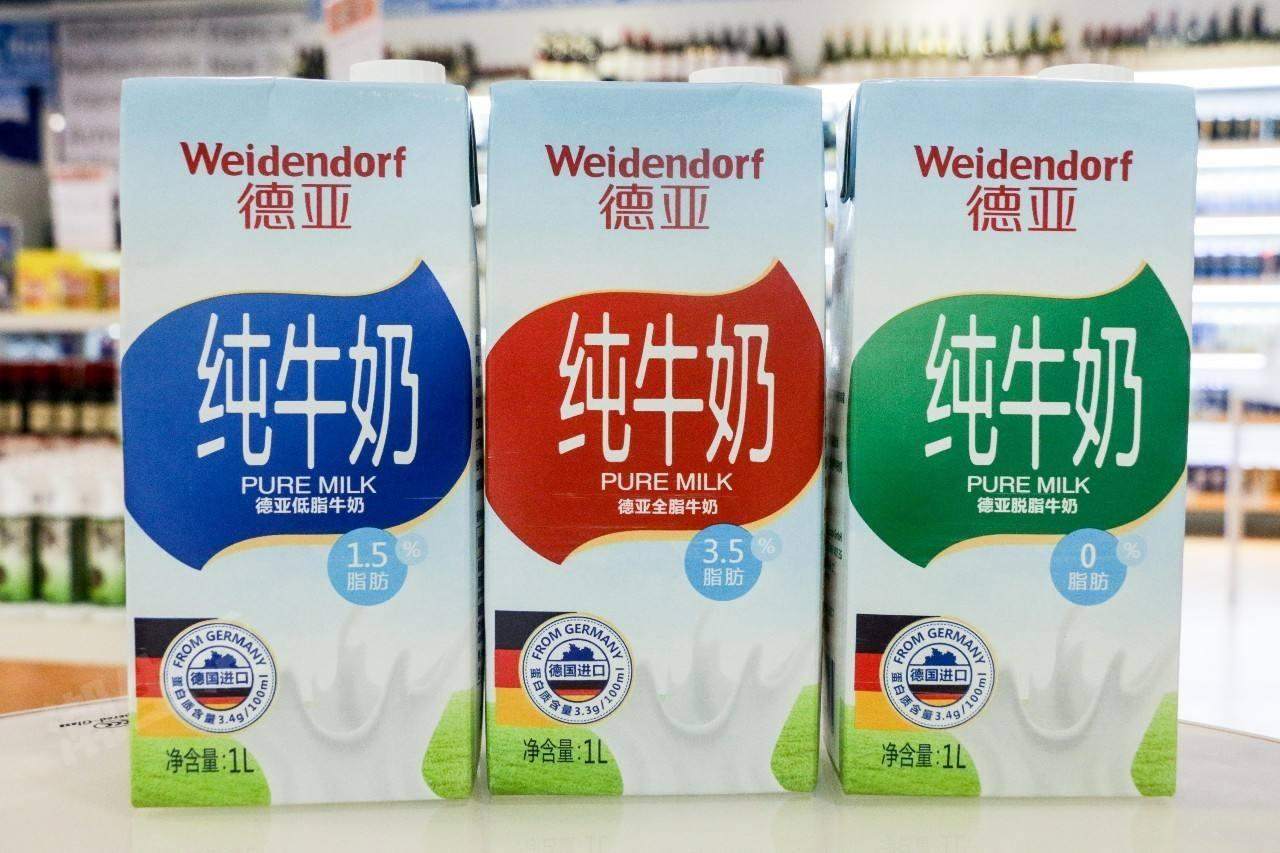 Weidendorf
德亚
纯牛奶
PURE MILK
德亚低脂牛奶
1.5%
脂肪
FROM GERMANY
德国进口
蛋白质含量3.4g/100ml
净含量:1L
Weidendorf
德亚
纯牛奶
PURE MILK
德亚全脂牛奶
3.5%
脂肪
FROM GERMANY
德国进口
蛋白质含量3.3g/100ml
净含量:1L
Weidendorf
德亚
纯牛奶
PURE MILK
德亚脱脂牛奶
0%
脂肪
FROM GERMANY
德国进口
蛋白质含量3.4g/100ml
净含量:1L